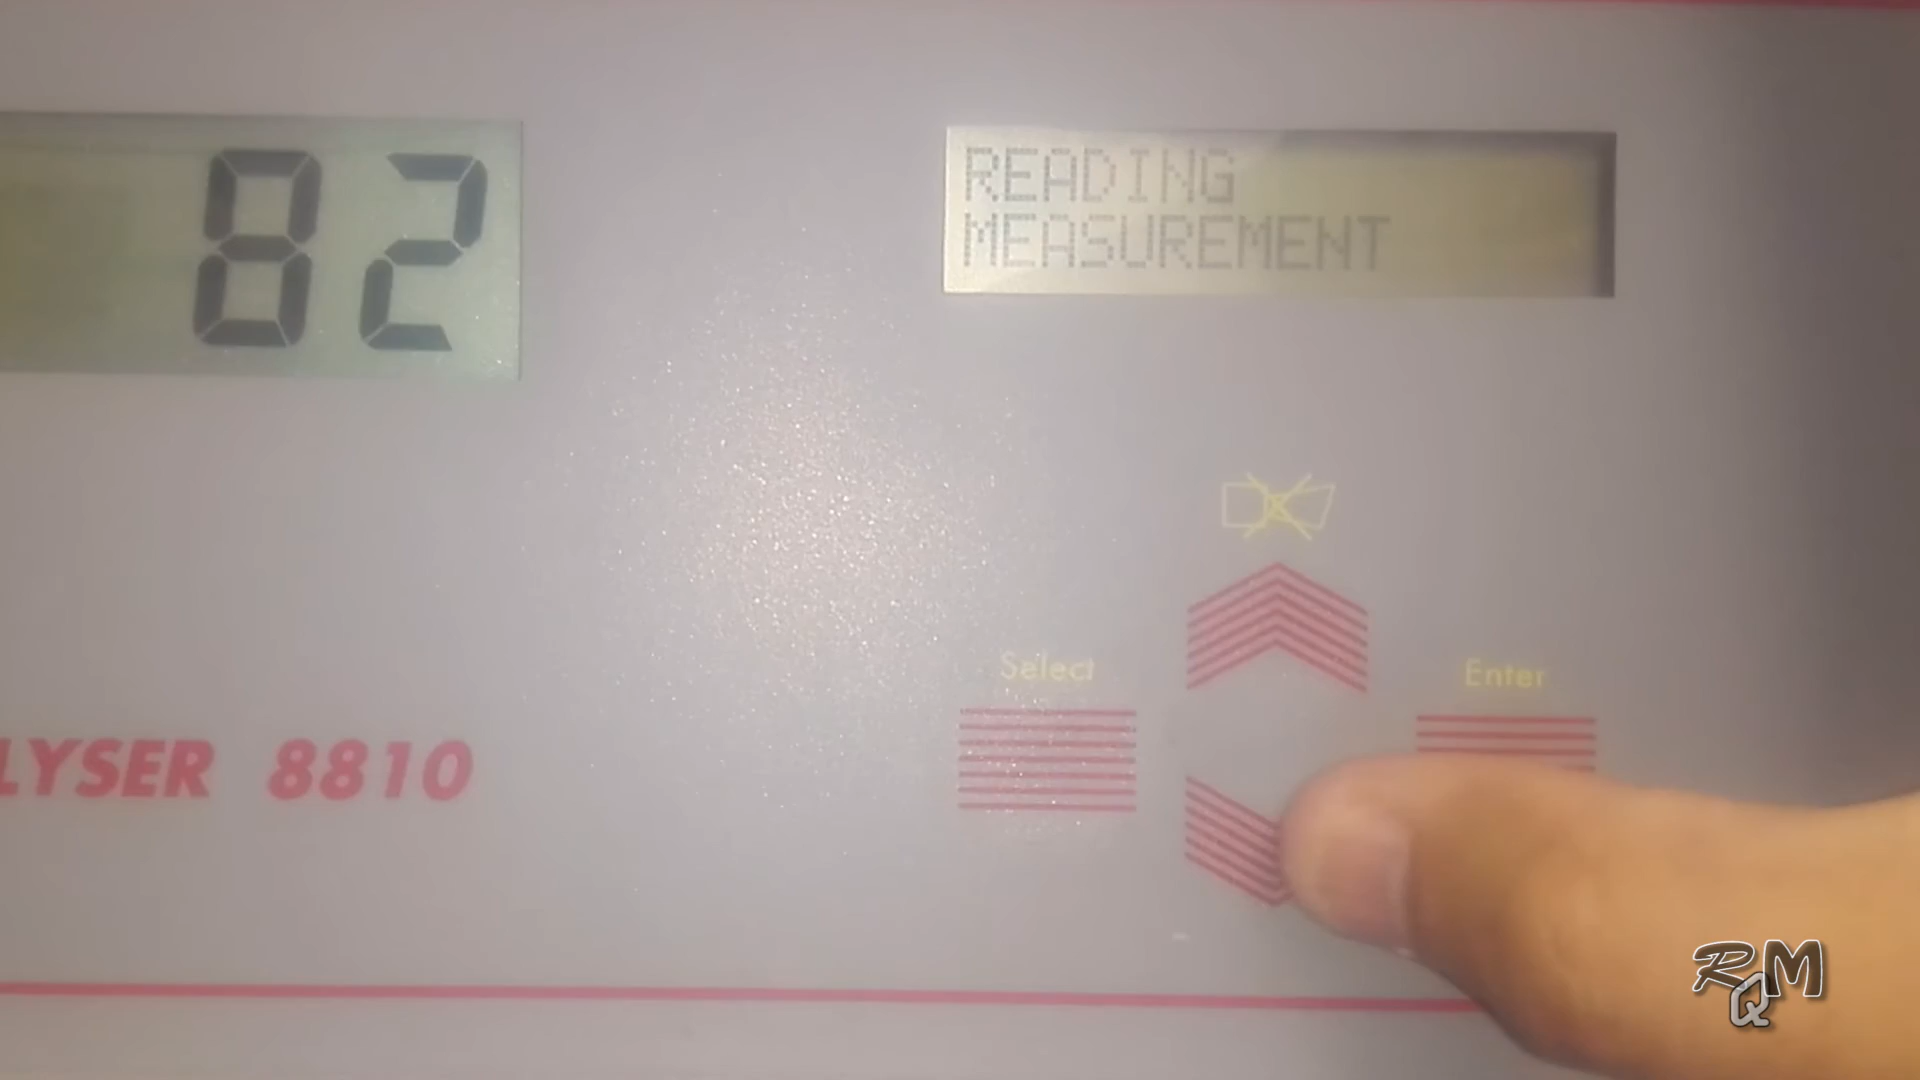 82
READING
MEASUREMENT
Select
Enter
LYSER 8810
RQM